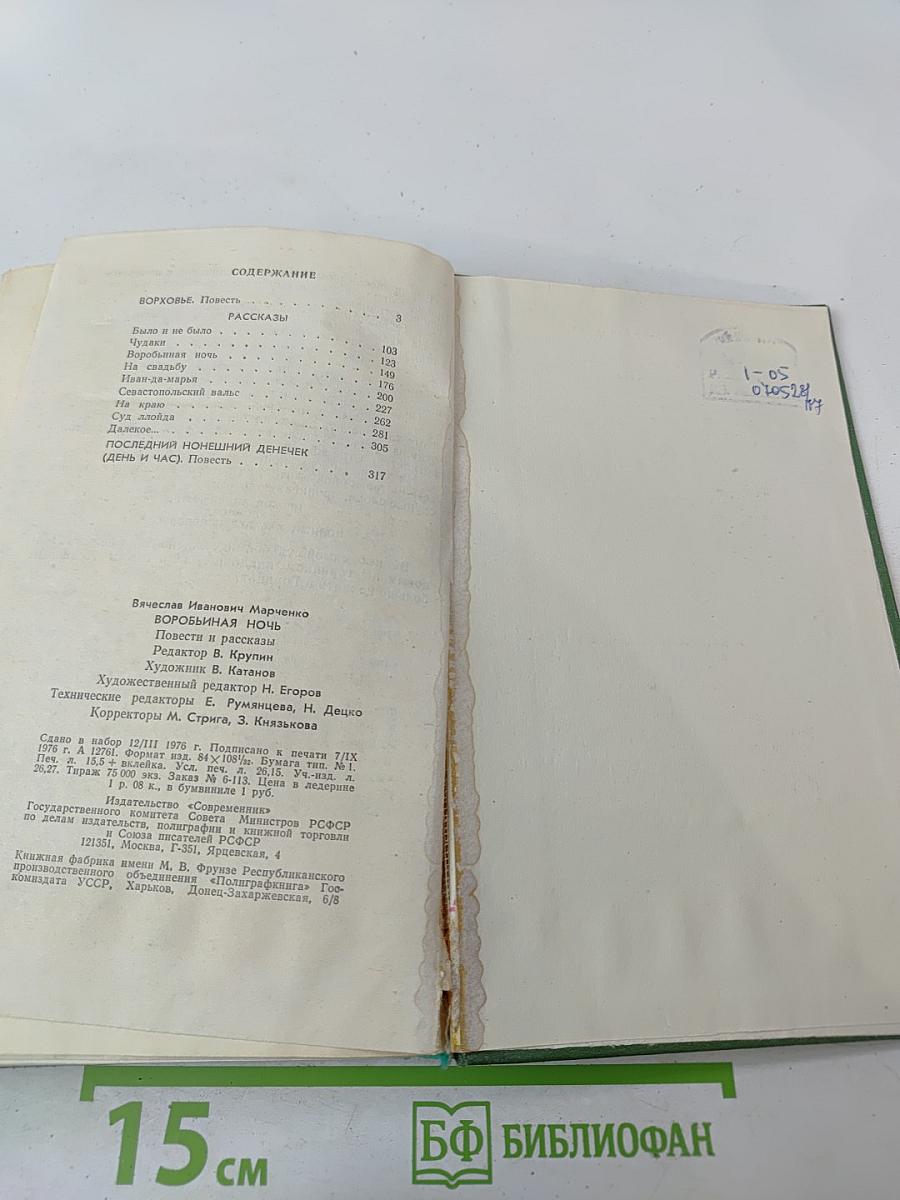 СОДЕРЖАНИЕ
ВОРХОВЬЕ. Повесть . . . . . . . . . . 3
РАССКАЗЫ
Было и не было . . . . . . . . . . 103
Чудаки . . . . . . . . . . 123
Воробьиная ночь . . . . . . . . . . 149
На свадьбу . . . . . . . . . . 176
Иван-да-марья . . . . . . . . . . 200
Севастопольский вальс . . . . . . . . . . 227
На краю . . . . . . . . . . 262
Суд ллойда . . . . . . . . . . 281
Далекое... . . . . . . . . . . 305
ПОСЛЕДНИЙ НОНЕШНИЙ ДЕНЕЧЕК
(ДЕНЬ И ЧАС). Повесть . . . . . . . . 317
Вячеслав Иванович Марченко
ВОРОБЬИНАЯ НОЧЬ
Повести и рассказы
Редактор В. Крупин
Художник В. Катанов
Художественный редактор Н. Егоров
Технические редакторы Е. Румянцева, Н. Децко
Корректоры М. Стрига, З. Князькова
Сдано в набор 12/III 1976 г. Подписано к печати 7/IX
1976 г. А 12761. Формат изд. 84×108 1/32. Бумага тип. № 1.
Печ. л. 15,5 + вклейка. Усл. печ. л. 26,15. Уч.-изд. л.
26,27. Тираж 75 000 экз. Заказ № 6-113. Цена в ледерине
1 р. 08 к., в бумвиниле 1 руб.
Издательство «Современник»
Государственного комитета Совета Министров РСФСР
по делам издательств, полиграфии и книжной торговли
и Союза писателей РСФСР
121351, Москва, Г-351, Ярцевская, 4
Книжная фабрика имени М. В. Фрунзе Республиканского
производственного объединения «Полиграфкнига» Гос-
комиздата УССР, Харьков, Донец-Захаржевская, 6/8
1-05
070528
15 см
БФ БИБЛИОФАН